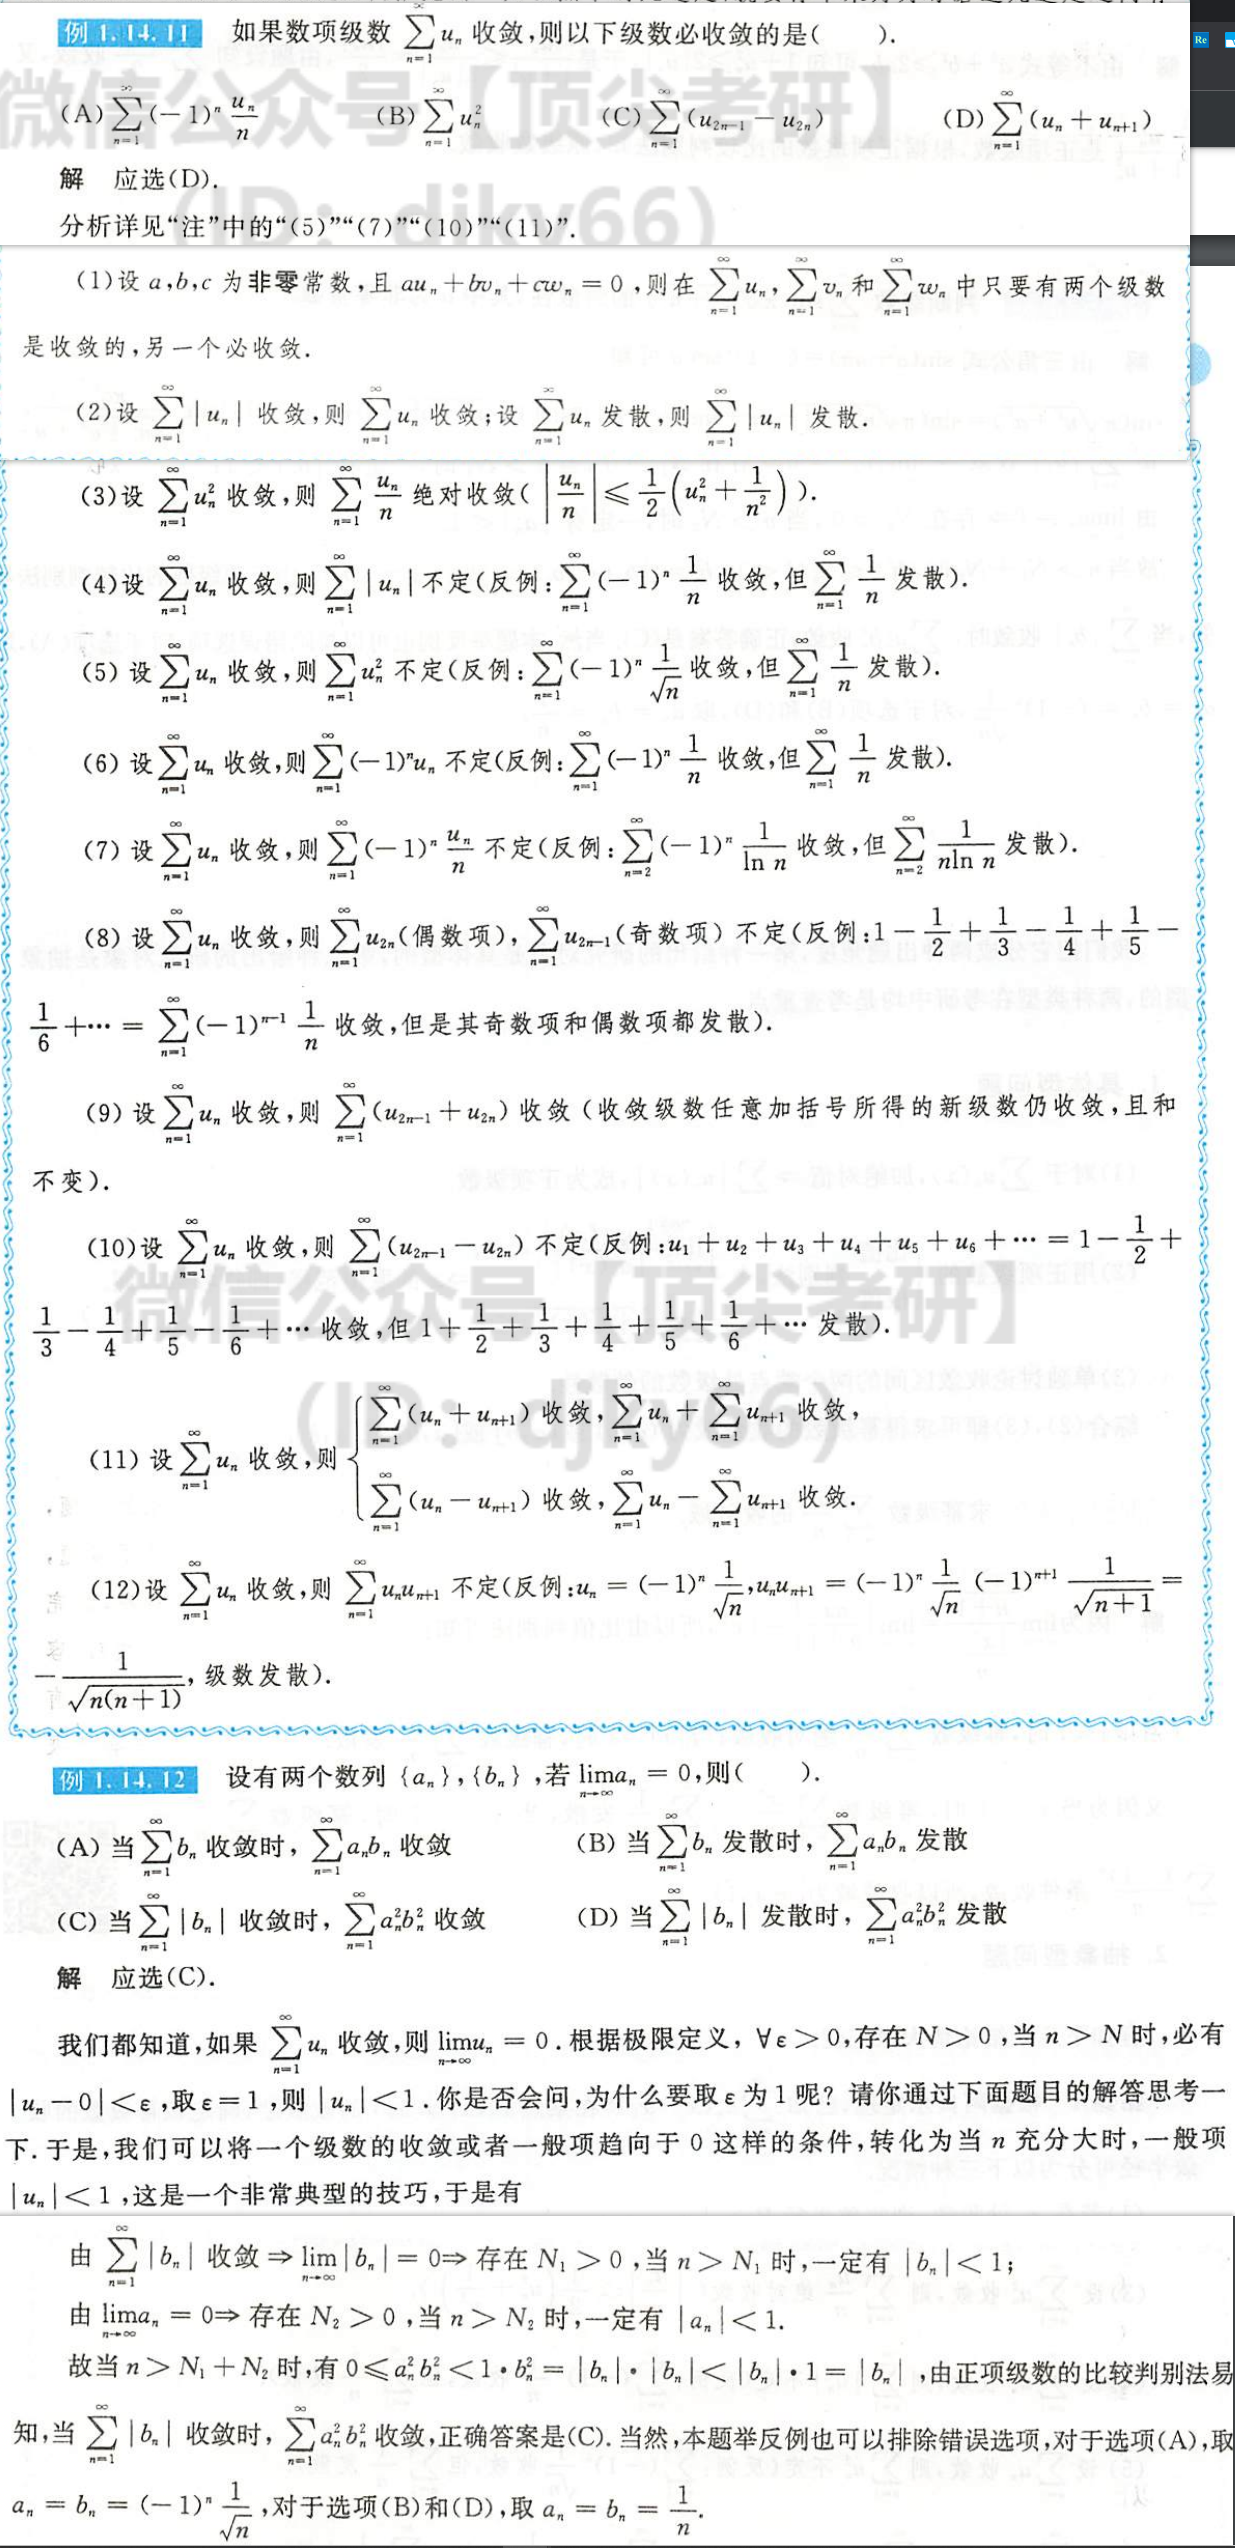 例 1.14.11 如果数项级数 $\sum_{n=1}^{\infty} u_n$ 收敛,则以下级数必收敛的是( ).
(A) $\sum_{n=1}^{\infty} (-1)^n \frac{u_n}{n}$ (B) $\sum_{n=1}^{\infty} u_n^2$ (C) $\sum_{n=1}^{\infty} (u_{2n-1} - u_{2n})$ (D) $\sum_{n=1}^{\infty} (u_n + u_{n+1})$
微信公众号【顶尖考研】
解 应选(D).
(ID: djky66)
分析详见“注”中的“(5)”“(7)”“(10)”“(11)”.
(1)设 a,b,c 为非零常数,且 $au_n + bv_n + cw_n = 0$,则在 $\sum_{n=1}^{\infty} u_n$, $\sum_{n=1}^{\infty} v_n$ 和 $\sum_{n=1}^{\infty} w_n$ 中只要有两个级数
是收敛的,另一个必收敛.
(2)设 $\sum_{n=1}^{\infty} |u_n|$ 收敛,则 $\sum_{n=1}^{\infty} u_n$ 收敛;设 $\sum_{n=1}^{\infty} u_n$ 发散,则 $\sum_{n=1}^{\infty} |u_n|$ 发散.
(3)设 $\sum_{n=1}^{\infty} u_n^2$ 收敛,则 $\sum_{n=1}^{\infty} \frac{u_n}{n}$ 绝对收敛( $\left|\frac{u_n}{n}\right| \leqslant \frac{1}{2}\left(u_n^2 + \frac{1}{n^2}\right)$ ).
(4)设 $\sum_{n=1}^{\infty} u_n$ 收敛,则 $\sum_{n=1}^{\infty} |u_n|$ 不定(反例: $\sum_{n=1}^{\infty} (-1)^n \frac{1}{n}$ 收敛,但 $\sum_{n=1}^{\infty} \frac{1}{n}$ 发散).
(5)设 $\sum_{n=1}^{\infty} u_n$ 收敛,则 $\sum_{n=1}^{\infty} u_n^2$ 不定(反例: $\sum_{n=1}^{\infty} (-1)^n \frac{1}{\sqrt{n}}$ 收敛,但 $\sum_{n=1}^{\infty} \frac{1}{n}$ 发散).
(6)设 $\sum_{n=1}^{\infty} u_n$ 收敛,则 $\sum_{n=1}^{\infty} (-1)^n u_n$ 不定(反例: $\sum_{n=1}^{\infty} (-1)^n \frac{1}{n}$ 收敛,但 $\sum_{n=1}^{\infty} \frac{1}{n}$ 发散).
(7)设 $\sum_{n=1}^{\infty} u_n$ 收敛,则 $\sum_{n=1}^{\infty} (-1)^n \frac{u_n}{n}$ 不定(反例: $\sum_{n=2}^{\infty} (-1)^n \frac{1}{\ln n}$ 收敛,但 $\sum_{n=2}^{\infty} \frac{1}{n \ln n}$ 发散).
(8)设 $\sum_{n=1}^{\infty} u_n$ 收敛,则 $\sum_{n=1}^{\infty} u_{2n}$(偶数项), $\sum_{n=1}^{\infty} u_{2n-1}$(奇数项) 不定(反例: $1 - \frac{1}{2} + \frac{1}{3} - \frac{1}{4} + \frac{1}{5} -$
$\frac{1}{6} + \cdots = \sum_{n=1}^{\infty} (-1)^{n-1} \frac{1}{n}$ 收敛,但是其奇数项和偶数项都发散).
(9)设 $\sum_{n=1}^{\infty} u_n$ 收敛,则 $\sum_{n=1}^{\infty} (u_{2n-1} + u_{2n})$ 收敛(收敛级数任意加括号所得的新级数仍收敛,且和
不变).
(10)设 $\sum_{n=1}^{\infty} u_n$ 收敛,则 $\sum_{n=1}^{\infty} (u_{2n-1} - u_{2n})$ 不定(反例: $u_1 + u_2 + u_3 + u_4 + u_5 + u_6 + \cdots = 1 - \frac{1}{2} +$
微信公众号【顶尖考研】
$\frac{1}{3} - \frac{1}{4} + \frac{1}{5} - \frac{1}{6} + \cdots$ 收敛,但 $1 + \frac{1}{2} + \frac{1}{3} + \frac{1}{4} + \frac{1}{5} + \frac{1}{6} + \cdots$ 发散).
(ID: djky66)
(11)设 $\sum_{n=1}^{\infty} u_n$ 收敛,则 { $\sum_{n=1}^{\infty} (u_n + u_{n+1})$ 收敛, $\sum_{n=1}^{\infty} u_n + \sum_{n=1}^{\infty} u_{n+1}$ 收敛,
$\sum_{n=1}^{\infty} (u_n - u_{n+1})$ 收敛, $\sum_{n=1}^{\infty} u_n - \sum_{n=1}^{\infty} u_{n+1}$ 收敛.
(12)设 $\sum_{n=1}^{\infty} u_n$ 收敛,则 $\sum_{n=1}^{\infty} u_n u_{n+1}$ 不定(反例: $u_n = (-1)^n \frac{1}{\sqrt{n}}, u_n u_{n+1} = (-1)^n \frac{1}{\sqrt{n}} (-1)^{n+1} \frac{1}{\sqrt{n+1}} =$
$-\frac{1}{\sqrt{n(n+1)}}$, 级数发散).
例 1.14.12 设有两个数列 $\{a_n\}, \{b_n\}$,若 $\lim_{n \to \infty} a_n = 0$,则( ).
(A) 当 $\sum_{n=1}^{\infty} b_n$ 收敛时, $\sum_{n=1}^{\infty} a_n b_n$ 收敛 (B) 当 $\sum_{n=1}^{\infty} b_n$ 发散时, $\sum_{n=1}^{\infty} a_n b_n$ 发散
(C) 当 $\sum_{n=1}^{\infty} |b_n|$ 收敛时, $\sum_{n=1}^{\infty} a_n^2 b_n^2$ 收敛 (D) 当 $\sum_{n=1}^{\infty} |b_n|$ 发散时, $\sum_{n=1}^{\infty} a_n^2 b_n^2$ 发散
解 应选(C).
我们都知道,如果 $\sum_{n=1}^{\infty} u_n$ 收敛,则 $\lim_{n \to \infty} u_n = 0$.根据极限定义, $\forall \varepsilon > 0$,存在 $N > 0$,当 $n > N$ 时,必有
$|u_n - 0| < \varepsilon$,取 $\varepsilon = 1$,则 $|u_n| < 1$.你是否会问,为什么要取 $\varepsilon$ 为 1 呢? 请你通过下面题目的解答思考一
下.于是,我们可以将一个级数的收敛或者一般项趋向于 0 这样的条件,转化为当 n 充分大时,一般项
$|u_n| < 1$,这是一个非常典型的技巧,于是有
由 $\sum_{n=1}^{\infty} |b_n|$ 收敛 $\Rightarrow \lim_{n \to \infty} |b_n| = 0 \Rightarrow$ 存在 $N_1 > 0$,当 $n > N_1$ 时,一定有 $|b_n| < 1$;
由 $\lim_{n \to \infty} a_n = 0 \Rightarrow$ 存在 $N_2 > 0$,当 $n > N_2$ 时,一定有 $|a_n| < 1$.
故当 $n > N_1 + N_2$ 时,有 $0 \leqslant a_n^2 b_n^2 < 1 \cdot b_n^2 = |b_n| \cdot |b_n| < |b_n| \cdot 1 = |b_n|$,由正项级数的比较判别法易
知,当 $\sum_{n=1}^{\infty} |b_n|$ 收敛时, $\sum_{n=1}^{\infty} a_n^2 b_n^2$ 收敛,正确答案是(C).当然,本题举反例也可以排除错误选项,对于选项(A),取
$a_n = b_n = (-1)^n \frac{1}{\sqrt{n}}$,对于选项(B)和(D),取 $a_n = b_n = \frac{1}{n}$.